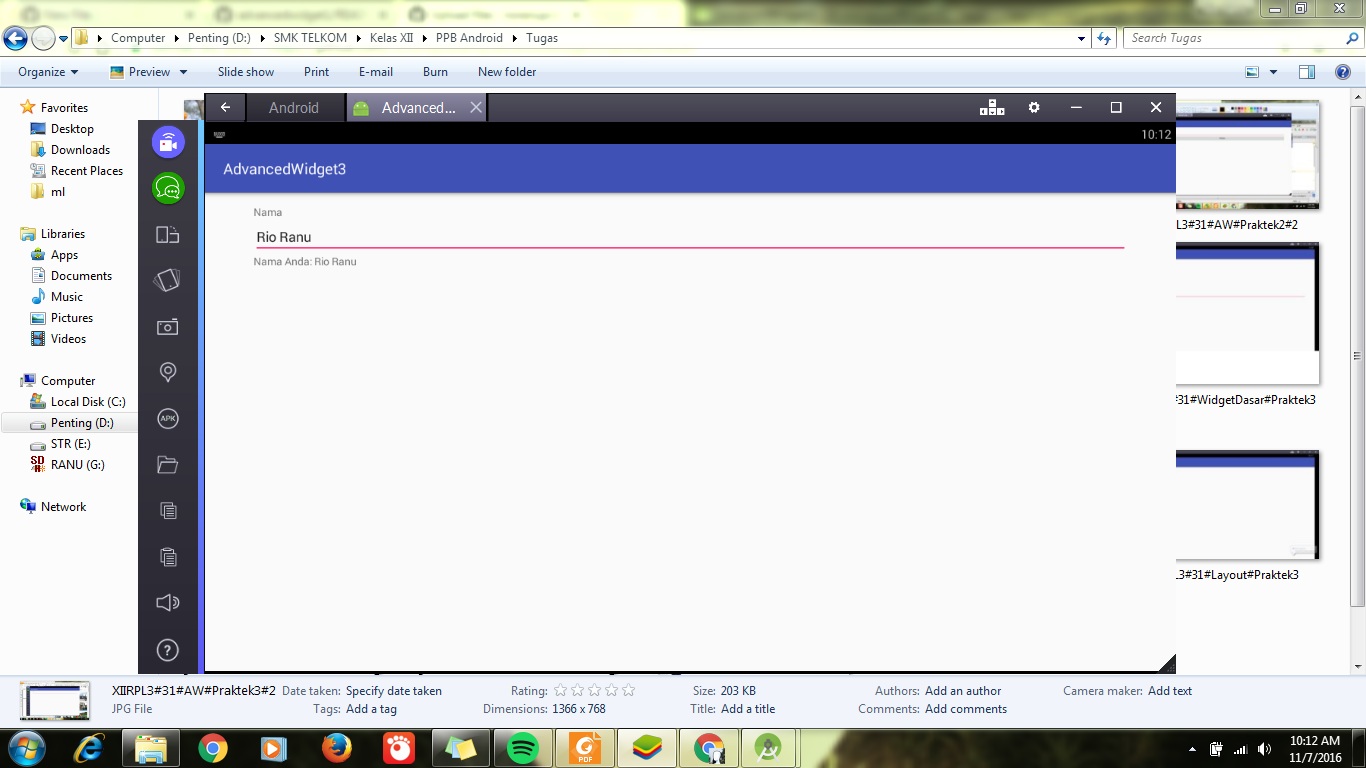 Computer Penting (D:) SMK TELKOM Kelas XII PPB Android Tugas
Search Tugas
Organize Preview Slide show Print E-mail Burn New folder
Favorites
Desktop
Downloads
Recent Places
ml
Libraries
Apps
Documents
Music
Pictures
Videos
Computer
Local Disk (C:)
Penting (D:)
STR (E:)
RANU (G:)
Network
Android Advanced...
10:12
AdvancedWidget3
Nama
Rio Ranu
Nama Anda: Rio Ranu
APK
L3#31#AW#Praktek2#2
#31#WidgetDasar#Praktek3
L3#31#Layout#Praktek3
XIIRPL3#31#AW#Praktek3#2 Date taken: Specify date taken Rating: Size: 203 KB Authors: Add an author Camera maker: Add text
JPG File Tags: Add a tag Dimensions: 1366 x 768 Title: Add a title Comments: Add comments
PDF
10:12 AM
11/7/2016